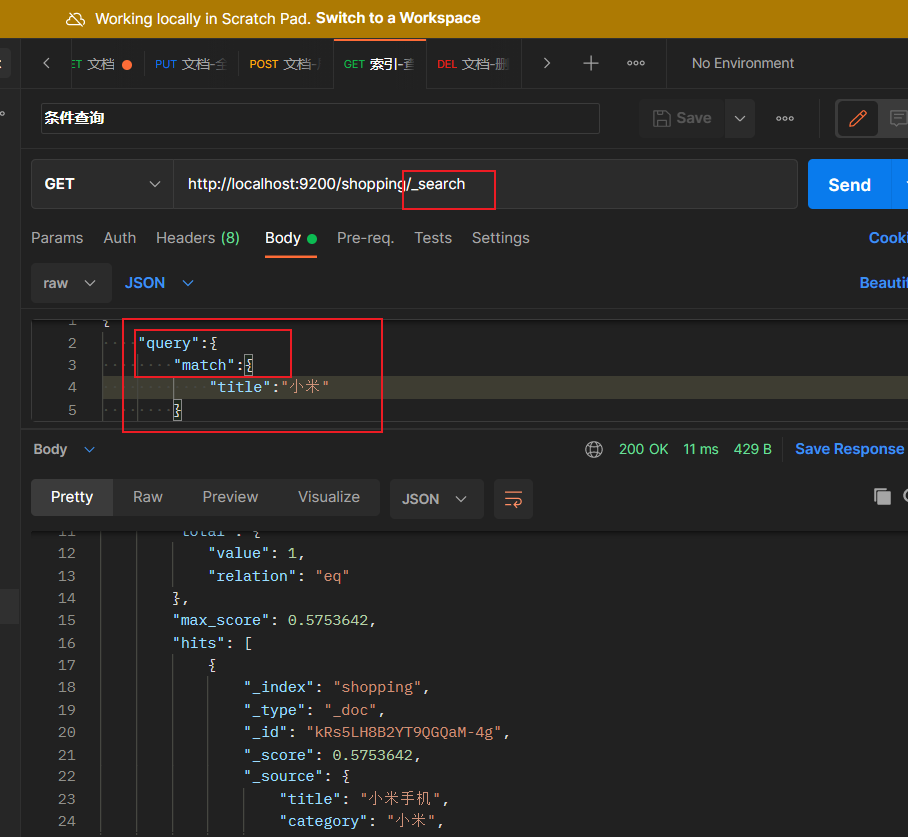 Working locally in Scratch Pad. Switch to a Workspace
ET 文档 PUT 文档-全 POST 文档-/ GET 索引-查 DEL 文档-删 No Environment
条件查询 Save
GET http://localhost:9200/shopping/_search Send
Params Auth Headers (8) Body Pre-req. Tests Settings Cooki
raw JSON Beautif
1 {
2 "query":{
3 "match":{
4 "title":"小米"
5 }
Body 200 OK 11 ms 429 B Save Response
Pretty Raw Preview Visualize JSON
11 "total": {
12 "value": 1,
13 "relation": "eq"
14 },
15 "max_score": 0.5753642,
16 "hits": [
17 {
18 "_index": "shopping",
19 "_type": "_doc",
20 "_id": "kRs5LH8B2YT9QGQaM-4g",
21 "_score": 0.5753642,
22 "_source": {
23 "title": "小米手机",
24 "category": "小米",